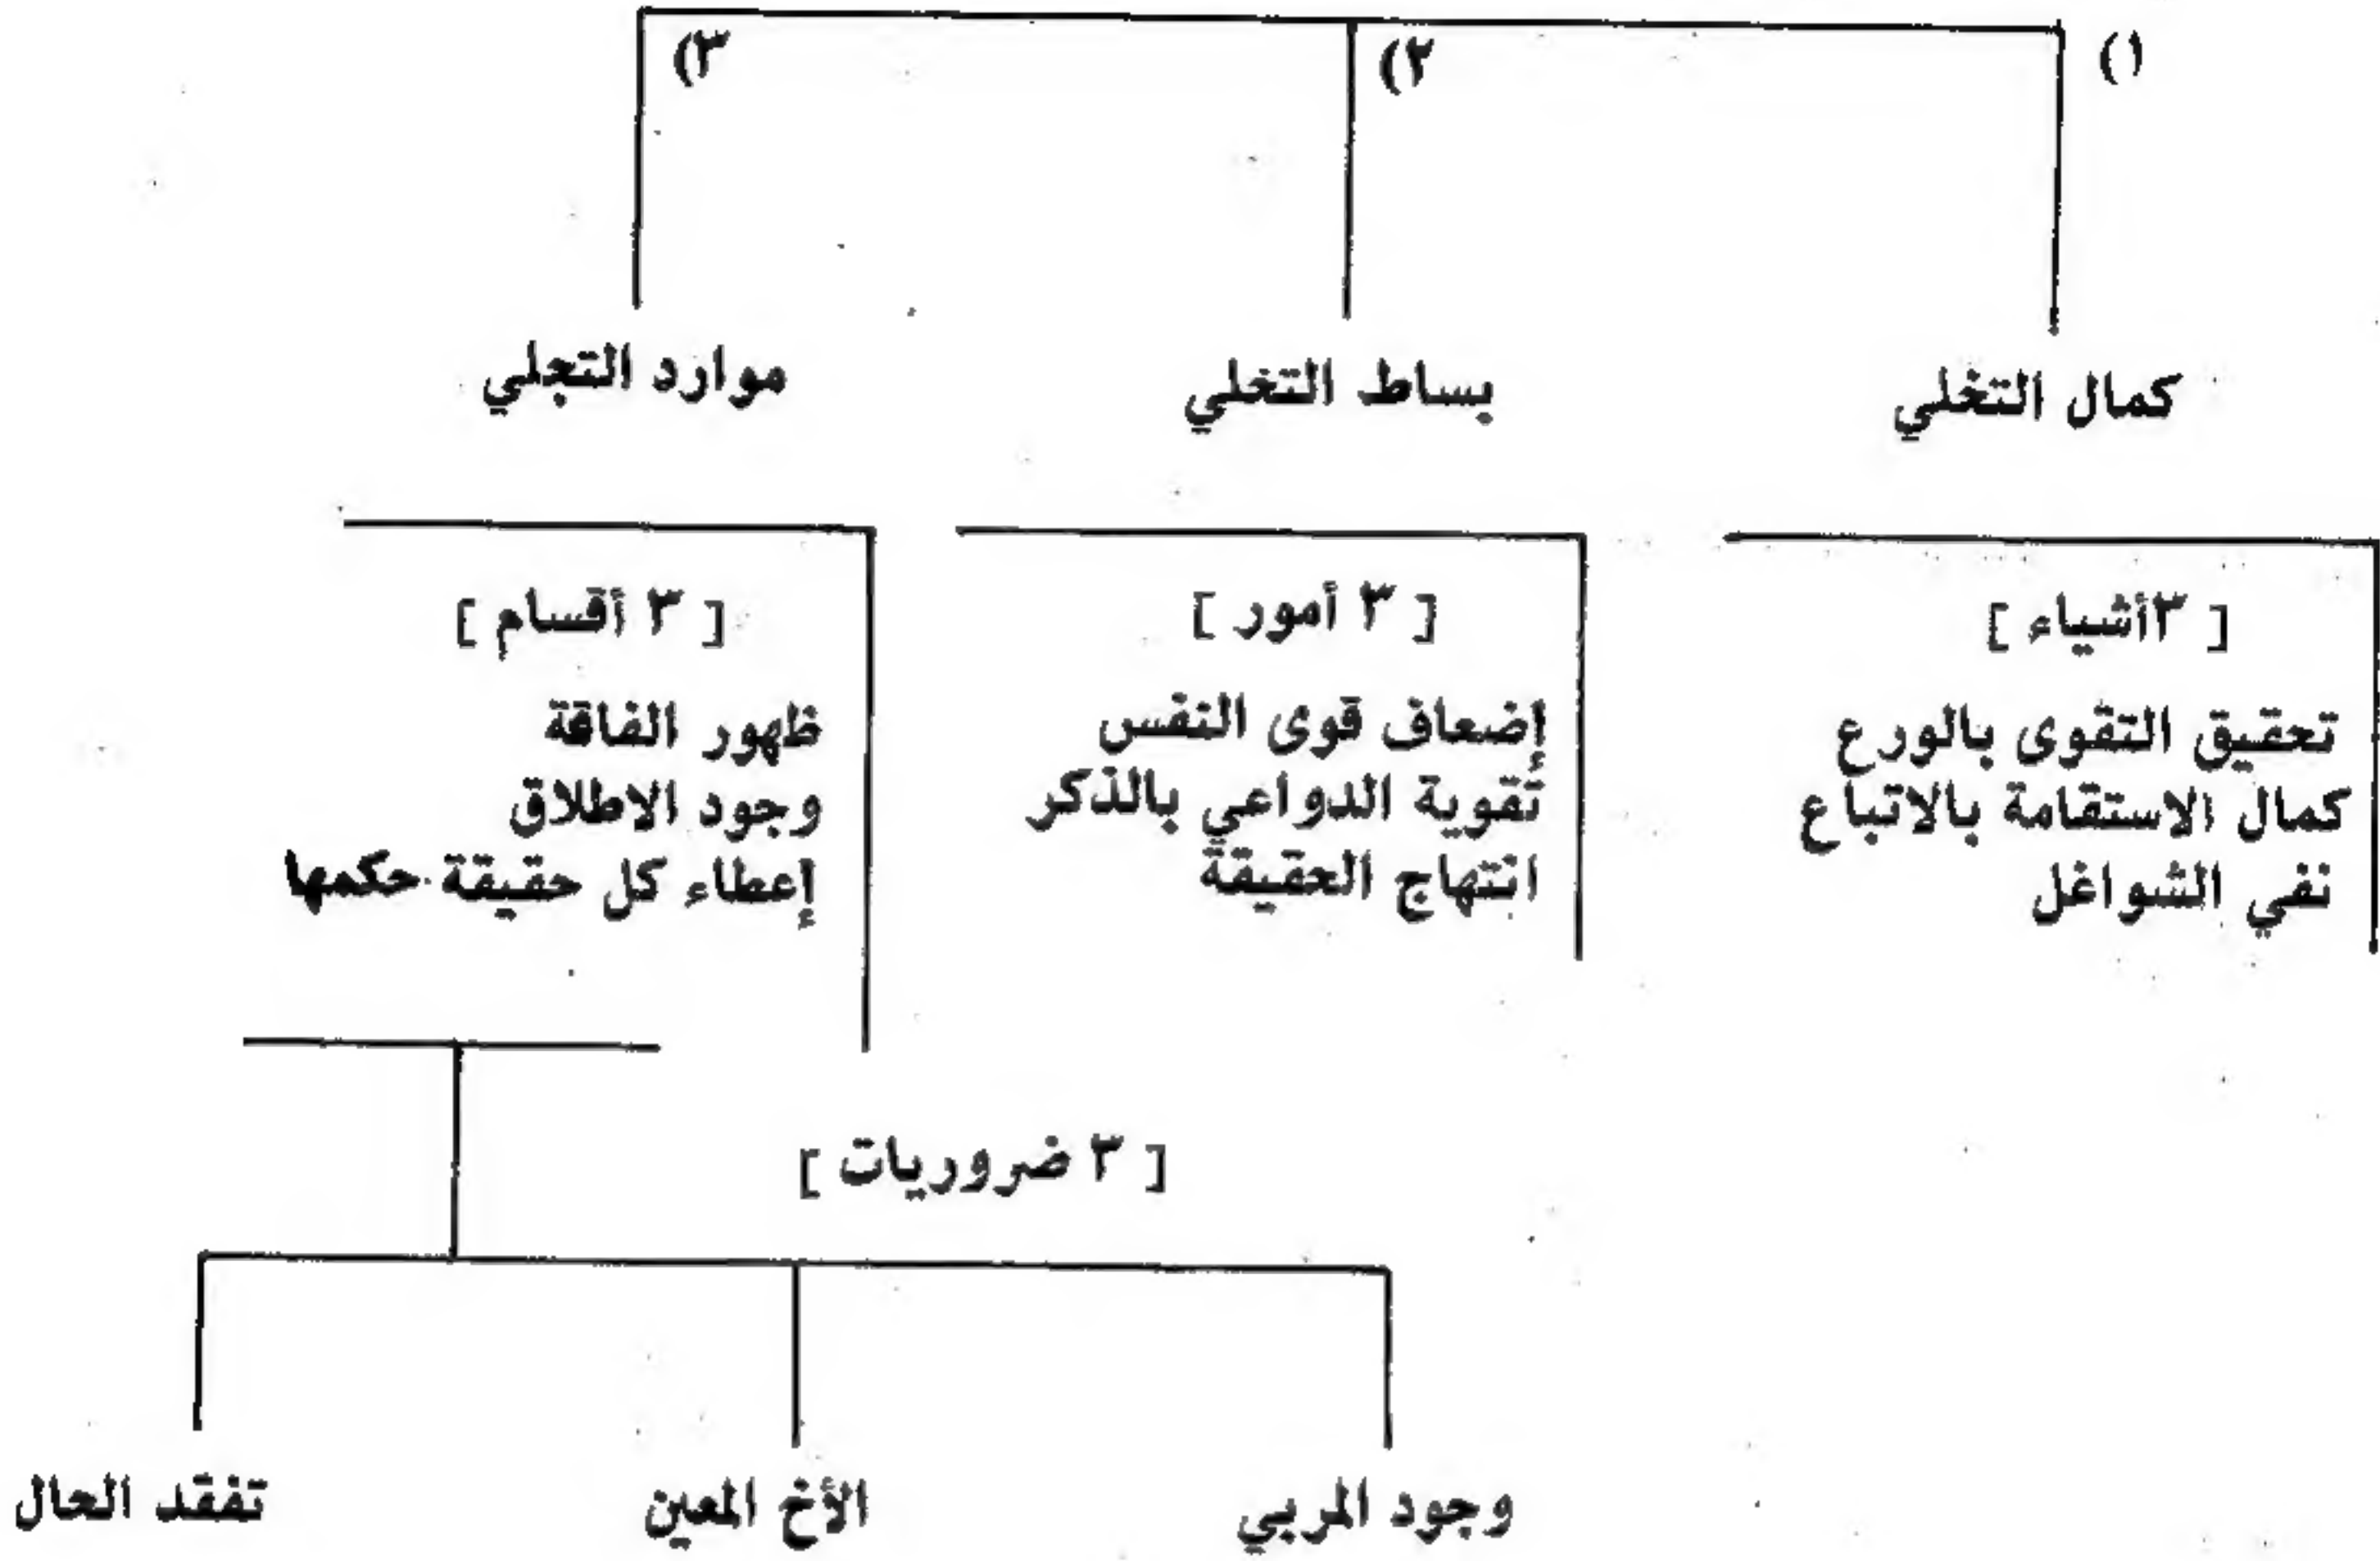 ١)
٢)
٣)
كمال التخلي
بساط التخلي
موارد التجلي
[ ٣أشياء ]
تحقيق التقوى بالورع
كمال الاستقامة بالاتباع
نفي الشواغل
[ ٣ أمور ]
إضعاف قوى النفس
تقوية الدواعي بالذكر
انتهاج الحقيقة
[ ٣ أقسام ]
ظهور الفاقة
وجود الاطلاق
إعطاء كل حقيقة حكمها
[ ٣ ضروريات ]
وجود المربي
الأخ المعين
تفقد الحال